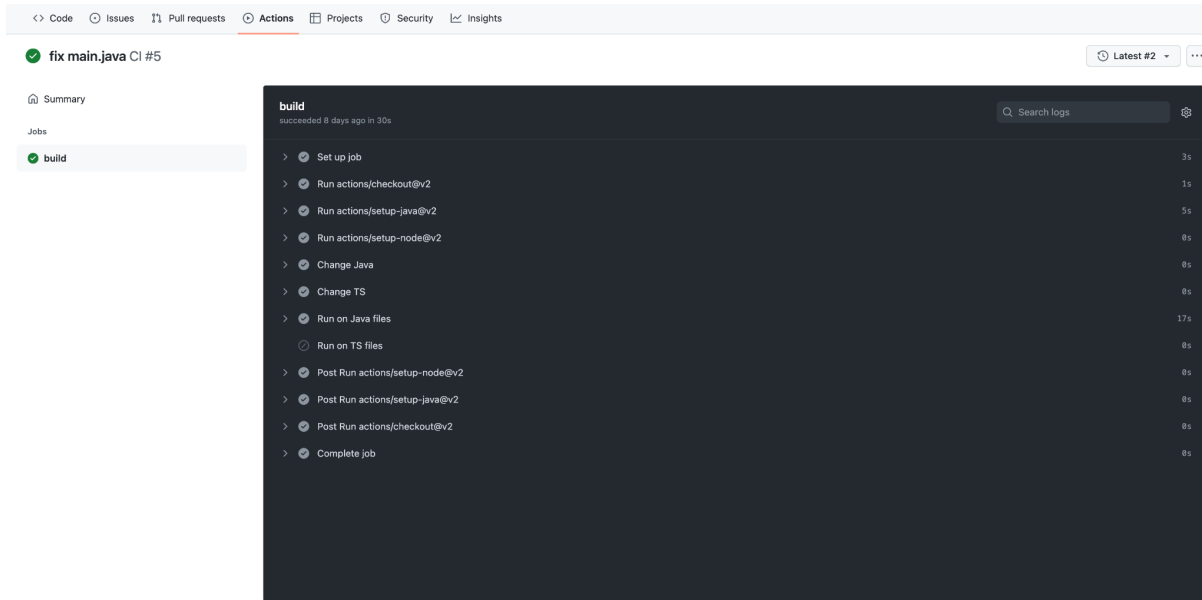 Code Issues Pull requests Actions Projects Security Insights
fix main.java CI #5
Latest #2
Summary
Jobs
build
build
succeeded 8 days ago in 30s
Search logs
Set up job 3s
Run actions/checkout@v2 1s
Run actions/setup-java@v2 5s
Run actions/setup-node@v2 0s
Change Java 0s
Change TS 0s
Run on Java files 17s
Run on TS files 0s
Post Run actions/setup-node@v2 0s
Post Run actions/setup-java@v2 0s
Post Run actions/checkout@v2 0s
Complete job 0s